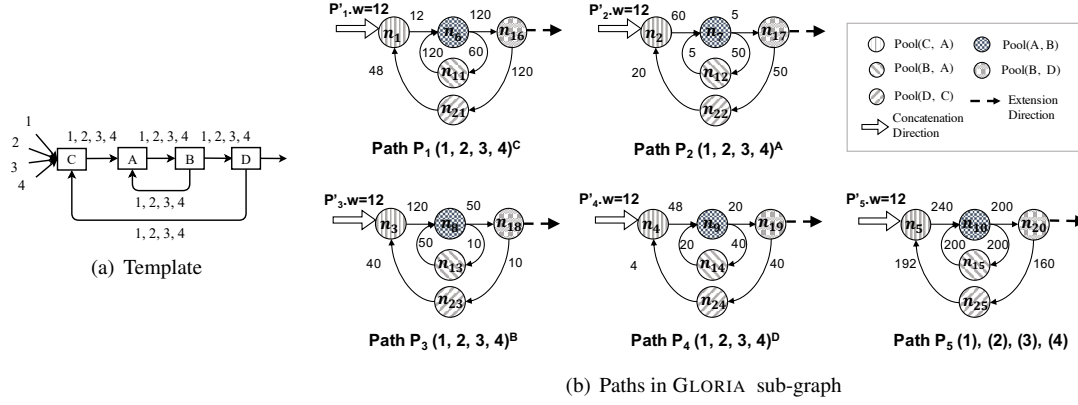 1
2
3
4
1, 2, 3, 4
1, 2, 3, 4
1, 2, 3, 4
C
A
B
D
1, 2, 3, 4
1, 2, 3, 4
(a) Template
P'₁.w=12
12
120
n₁
n₆
n₁₆
120
60
n₁₁
48
120
n₂₁
Path P₁ (1, 2, 3, 4)ᶜ
P'₂.w=12
60
5
n₂
n₇
n₁₇
5
50
n₁₂
20
50
n₂₂
Path P₂ (1, 2, 3, 4)ᴬ
Pool(C, A)
Pool(A, B)
Pool(B, A)
Pool(B, D)
Pool(D, C)
Extension
Direction
Concatenation
Direction
P'₃.w=12
120
50
n₃
n₈
n₁₈
50
10
n₁₃
40
10
n₂₃
Path P₃ (1, 2, 3, 4)ᴮ
P'₄.w=12
48
20
n₄
n₉
n₁₉
20
40
n₁₄
4
40
n₂₄
Path P₄ (1, 2, 3, 4)ᴰ
P'₅.w=12
240
200
n₅
n₁₀
n₂₀
200
200
n₁₅
192
160
n₂₅
Path P₅ (1), (2), (3), (4)
(b) Paths in GLORIA sub-graph